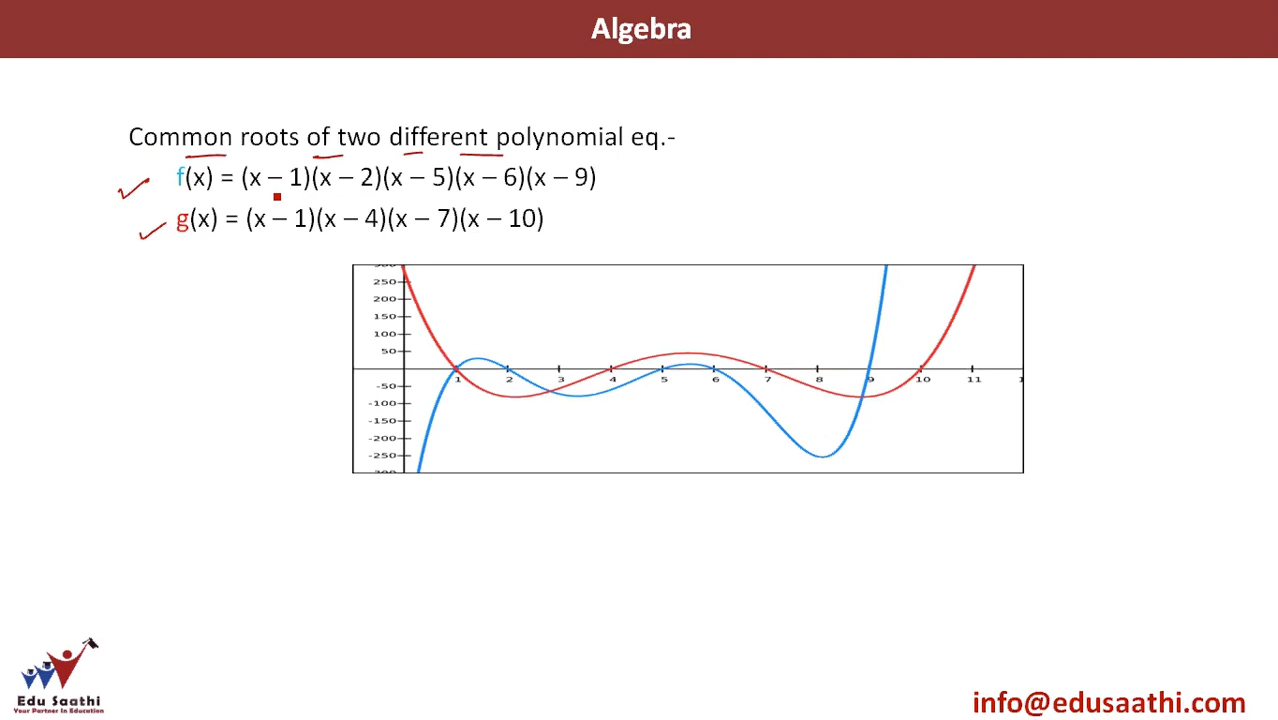 Algebra
Common roots of two different polynomial eq.-
f(x) = (x – 1)(x – 2)(x – 5)(x – 6)(x – 9)
g(x) = (x – 1)(x – 4)(x – 7)(x – 10)
250
200
150
100
50
1 2 3 4 5 6 7 8 9 10 11
-50
-100
-150
-200
-250
Edu Saathi
Your Partner in Education
info@edusaathi.com